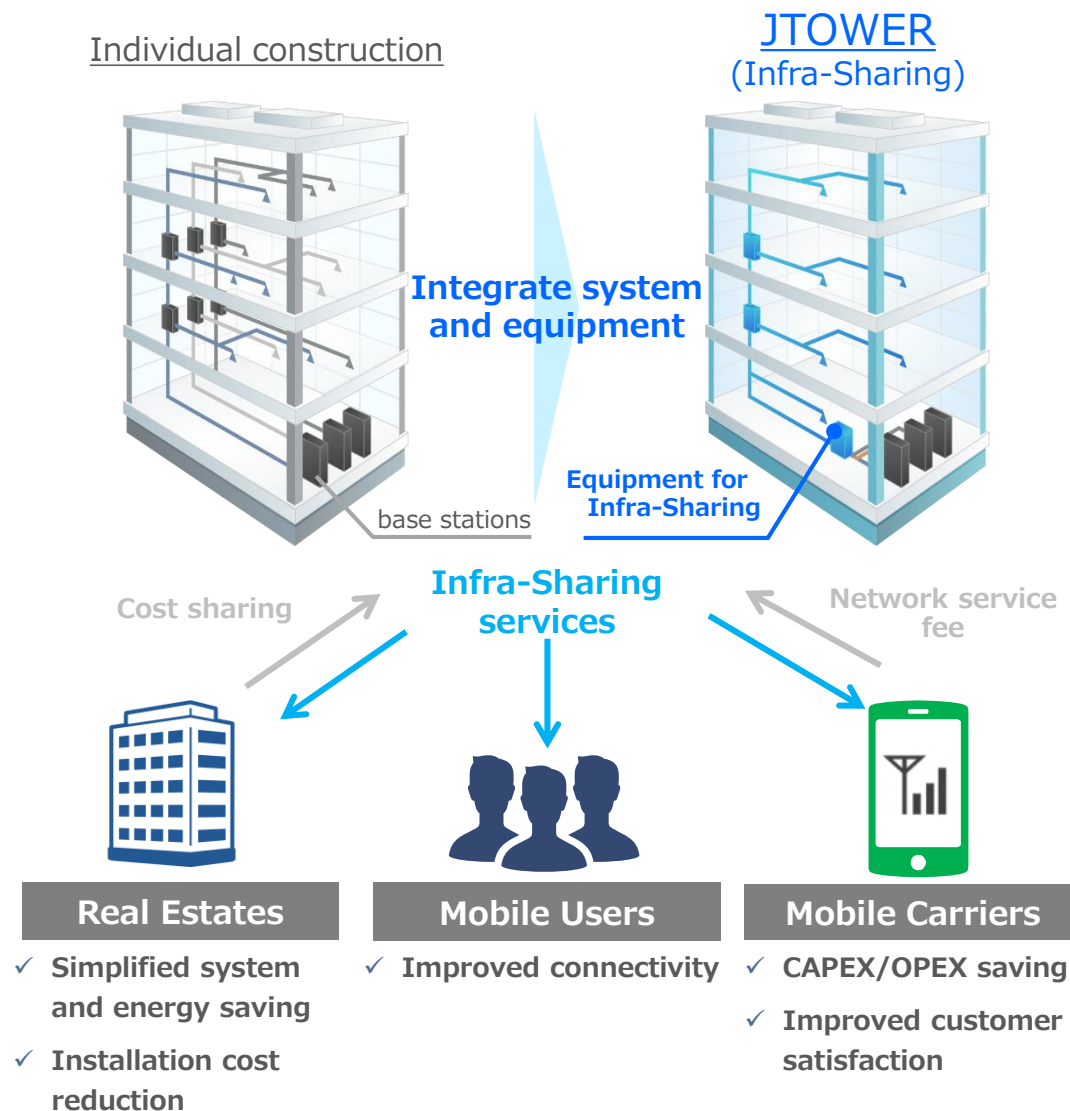 Individual construction
JTOWER
(Infra-Sharing)
Integrate system
and equipment
base stations
Equipment for
Infra-Sharing
Infra-Sharing
services
Cost sharing
Network service
fee
Real Estates
✓ Simplified system
and energy saving
✓ Installation cost
reduction
Mobile Users
✓ Improved connectivity
Mobile Carriers
✓ CAPEX/OPEX saving
✓ Improved customer
satisfaction